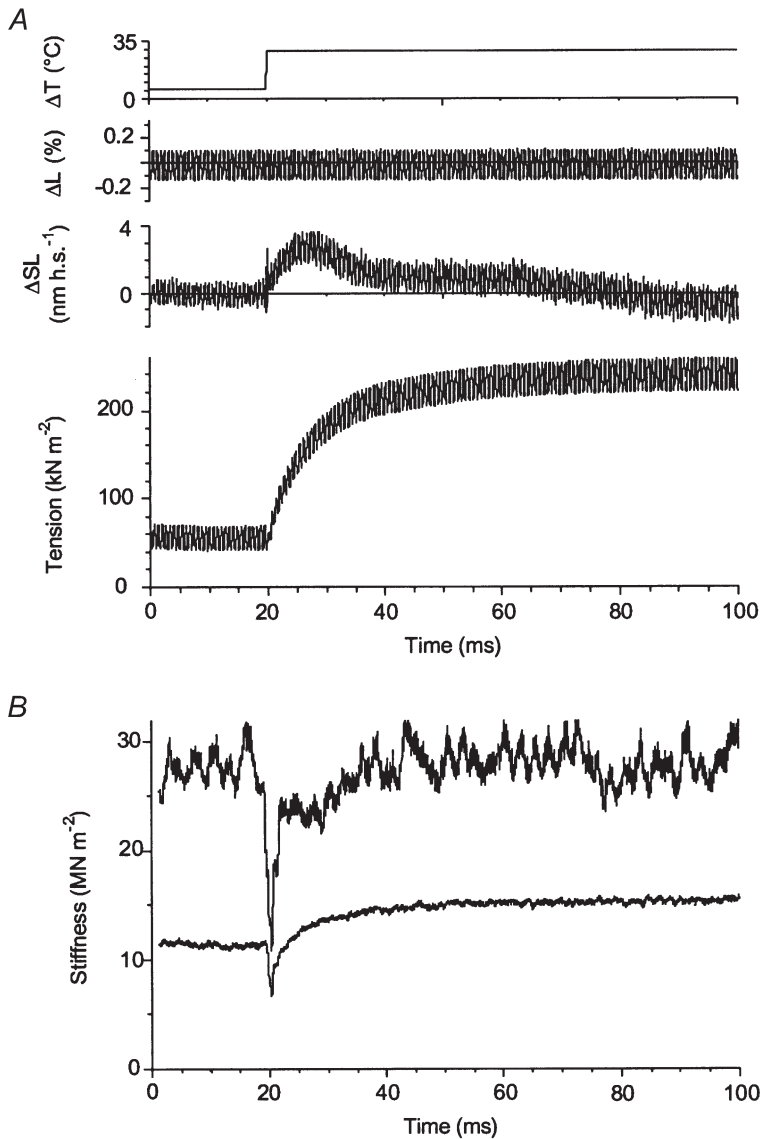 A
ΔT (°C)
35
0
ΔL (%)
0.2
-0.2
ΔSL
(nm h.s.-1)
4
0
Tension (kN m-2)
200
100
0
0 20 40 60 80 100
Time (ms)
B
Stiffness (MN m-2)
30
20
10
0
0 20 40 60 80 100
Time (ms)